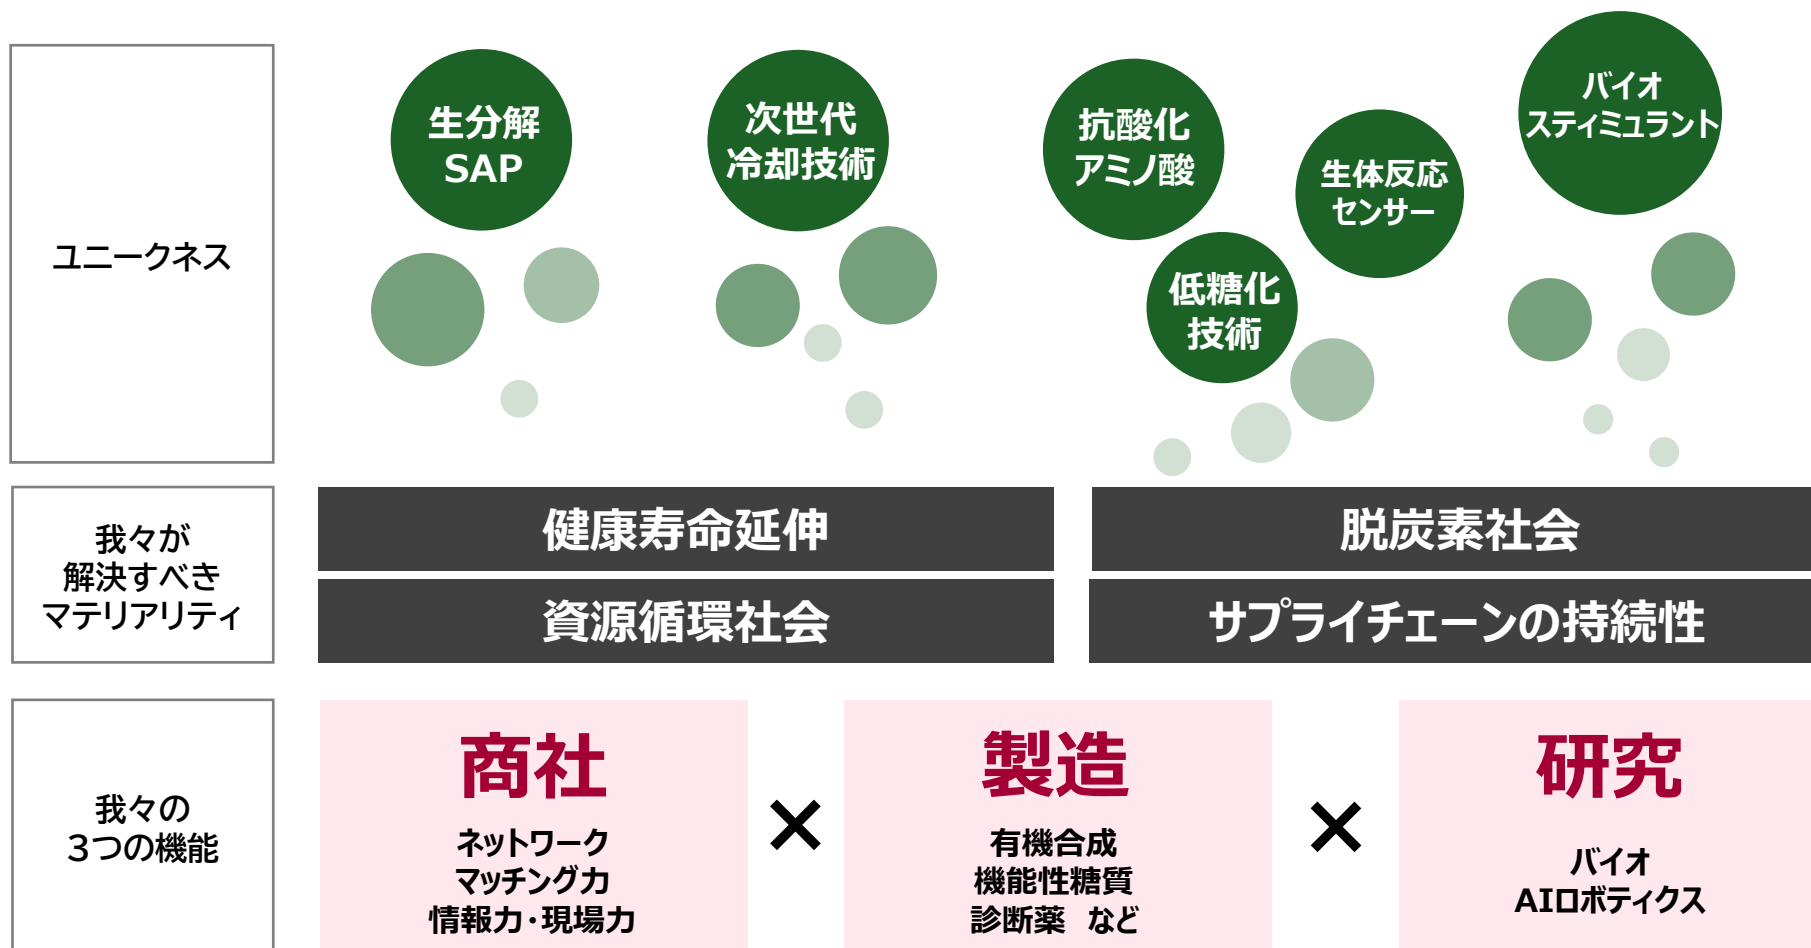 ユニークネス
生分解
SAP
次世代
冷却技術
抗酸化
アミノ酸
低糖化
技術
生体反応
センサー
バイオ
スティミュラント
我々が
解決すべき
マテリアリティ
健康寿命延伸
脱炭素社会
資源循環社会
サプライチェーンの持続性
我々の
3つの機能
商社
ネットワーク
マッチング力
情報力・現場力
×
製造
有機合成
機能性糖質
診断薬 など
×
研究
バイオ
AIロボティクス